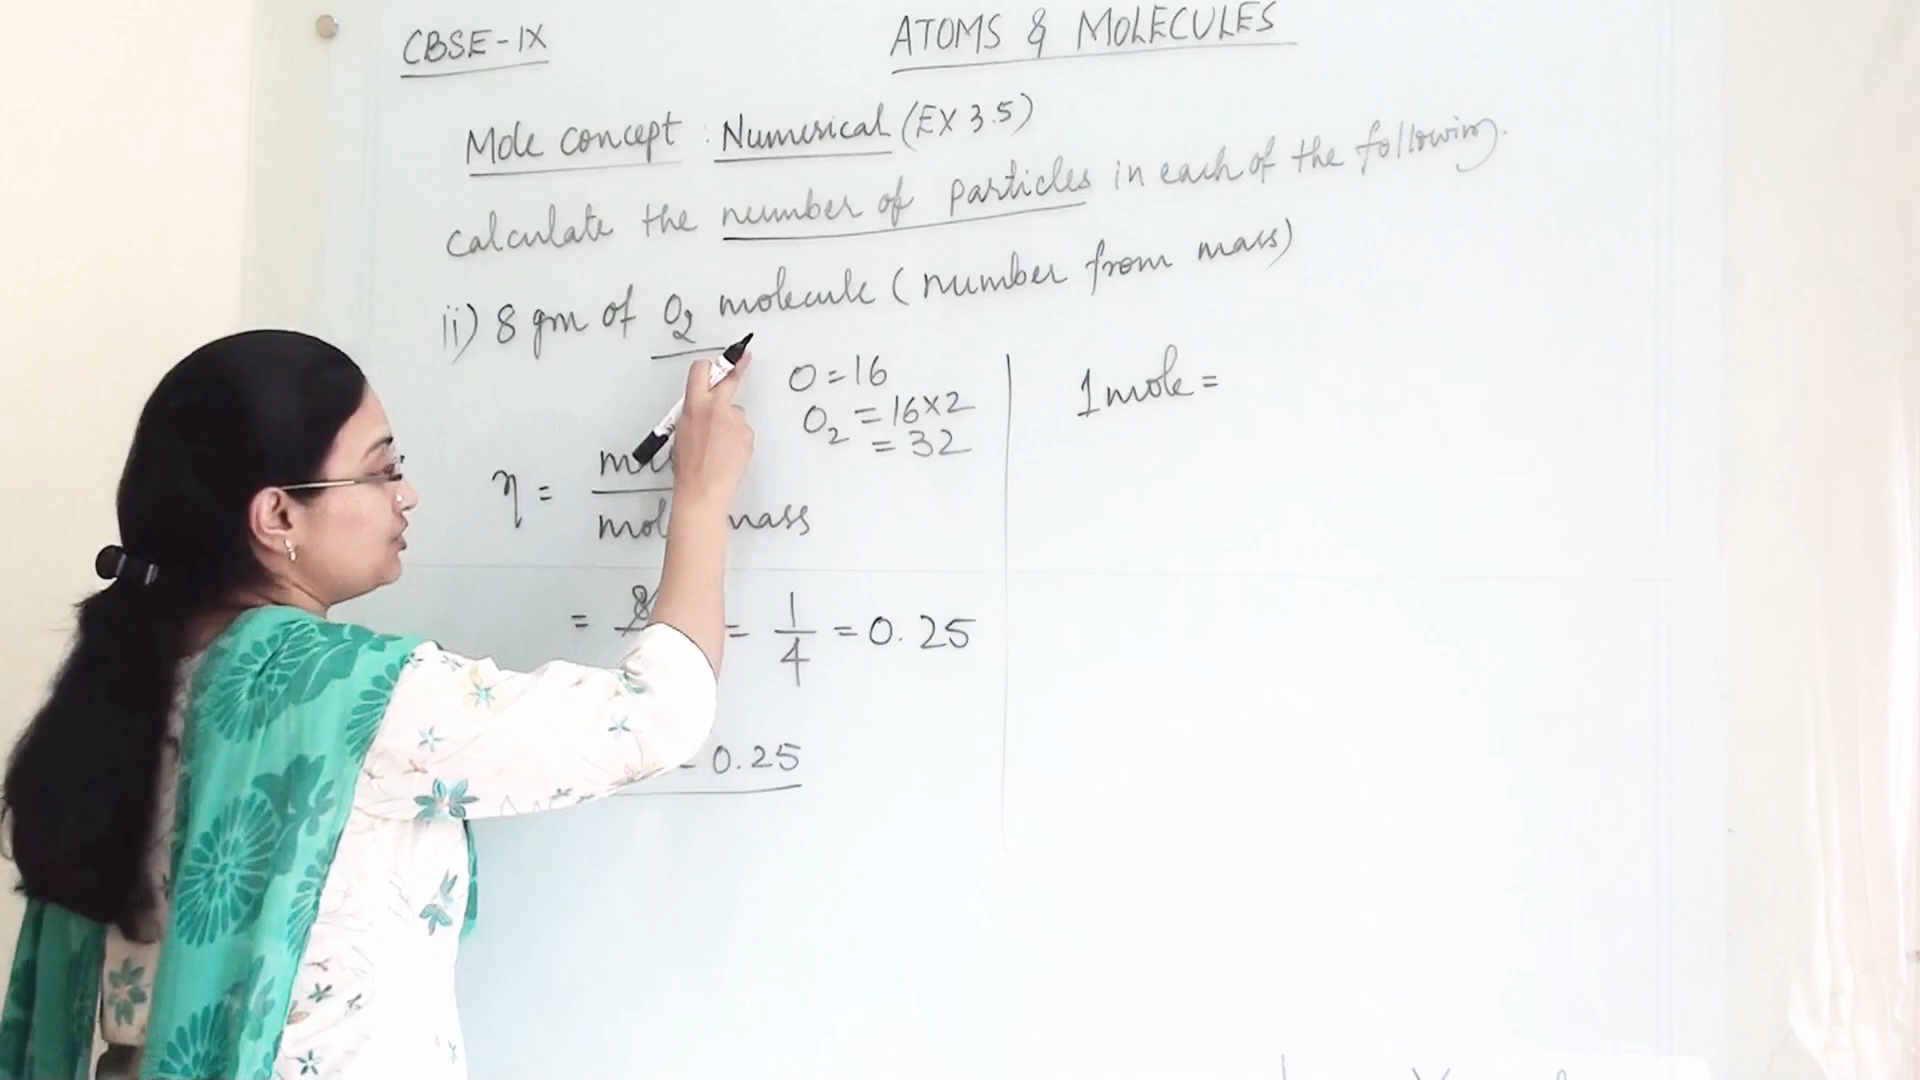 CBSE-IX
ATOMS & MOLECULES
Mole concept : Numerical (EX 3.5)
Calculate the number of particles in each of the following.
ii) 8 gm of O2 molecule (number from mass)
O = 16
O2 = 16×2
= 32
1 mole =
η =
mass
= 8 = 1/4 = 0.25
0.25